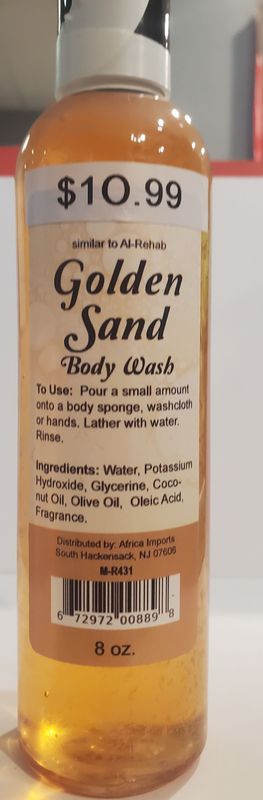 $10.99
similar to Al-Rehab
Golden
Sand
Body Wash
To Use: Pour a small amount
onto a body sponge, washcloth
or hands. Lather with water.
Rinse.
Ingredients: Water, Potassium
Hydroxide, Glycerine, Coco-
nut Oil, Olive Oil, Oleic Acid,
Fragrance.
Distributed by: Africa Imports
South Hackensack, NJ 07606
M-R431
6 72972 00889 8
8 oz.